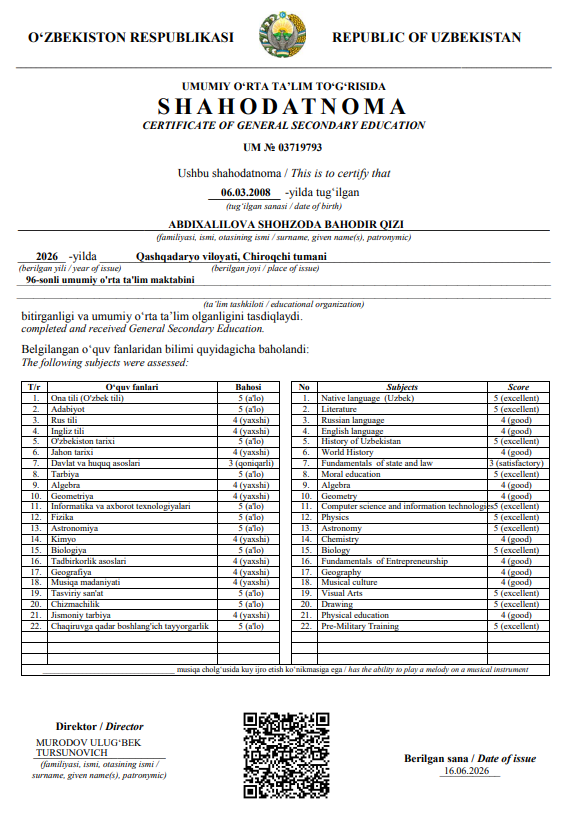 O‘ZBEKISTON RESPUBLIKASI REPUBLIC OF UZBEKISTAN
UMUMIY O‘RTA TA’LIM TO‘G‘RISIDA
SHAHODATNOMA
CERTIFICATE OF GENERAL SECONDARY EDUCATION
UM № 03719793
Ushbu shahodatnoma / This is to certify that
06.03.2008 -yilda tug‘ilgan
(tug‘ilgan sanasi / date of birth)
ABDIXALILOVA SHOHZODA BAHODIR QIZI
(familiyasi, ismi, otasining ismi / surname, given name(s), patronymic)
2026 -yilda Qashqadaryo viloyati, Chiroqchi tumani
(berilgan yili / year of issue) (berilgan joyi / place of issue)
96-sonli umumiy o'rta ta'lim maktabini
(ta’lim tashkiloti / educational organization)
bitirganligi va umumiy o‘rta ta’lim olganligini tasdiqlaydi.
completed and received General Secondary Education.
Belgilangan o‘quv fanlaridan bilimi quyidagicha baholandi:
The following subjects were assessed:
T/r O‘quv fanlari Bahosi No Subjects Score
1. Ona tili (O'zbek tili) 5 (a'lo) 1. Native language (Uzbek) 5 (excellent)
2. Adabiyot 5 (a'lo) 2. Literature 5 (excellent)
3. Rus tili 4 (yaxshi) 3. Russian language 4 (good)
4. Ingliz tili 4 (yaxshi) 4. English language 4 (good)
5. O'zbekiston tarixi 5 (a'lo) 5. History of Uzbekistan 5 (excellent)
6. Jahon tarixi 4 (yaxshi) 6. World History 4 (good)
7. Davlat va huquq asoslari 3 (qoniqarli) 7. Fundamentals of state and law 3 (satisfactory)
8. Tarbiya 5 (a'lo) 8. Moral education 5 (excellent)
9. Algebra 4 (yaxshi) 9. Algebra 4 (good)
10. Geometriya 4 (yaxshi) 10. Geometry 4 (good)
11. Informatika va axborot texnologiyalari 5 (a'lo) 11. Computer science and information technologies 5 (excellent)
12. Fizika 5 (a'lo) 12. Physics 5 (excellent)
13. Astronomiya 5 (a'lo) 13. Astronomy 5 (excellent)
14. Kimyo 4 (yaxshi) 14. Chemistry 4 (good)
15. Biologiya 5 (a'lo) 15. Biology 5 (excellent)
16. Tadbirkorlik asoslari 4 (yaxshi) 16. Fundamentals of Entrepreneurship 4 (good)
17. Geografiya 4 (yaxshi) 17. Geography 4 (good)
18. Musiqa madaniyati 4 (yaxshi) 18. Musical culture 4 (good)
19. Tasviriy san'at 5 (a'lo) 19. Visual Arts 5 (excellent)
20. Chizmachilik 5 (a'lo) 20. Drawing 5 (excellent)
21. Jismoniy tarbiya 4 (yaxshi) 21. Physical education 4 (good)
22. Chaqiruvga qadar boshlang'ich tayyorgarlik 5 (a'lo) 22. Pre-Military Training 5 (excellent)
musiqa cholg‘usida kuy ijro etish ko‘nikmasiga ega / has the ability to play a melody on a musical instrument
Direktor / Director
MURODOV ULUG‘BEK
TURSUNOVICH
(familiyasi, ismi, otasining ismi /
surname, given name(s), patronymic)
Berilgan sana / Date of issue
16.06.2026